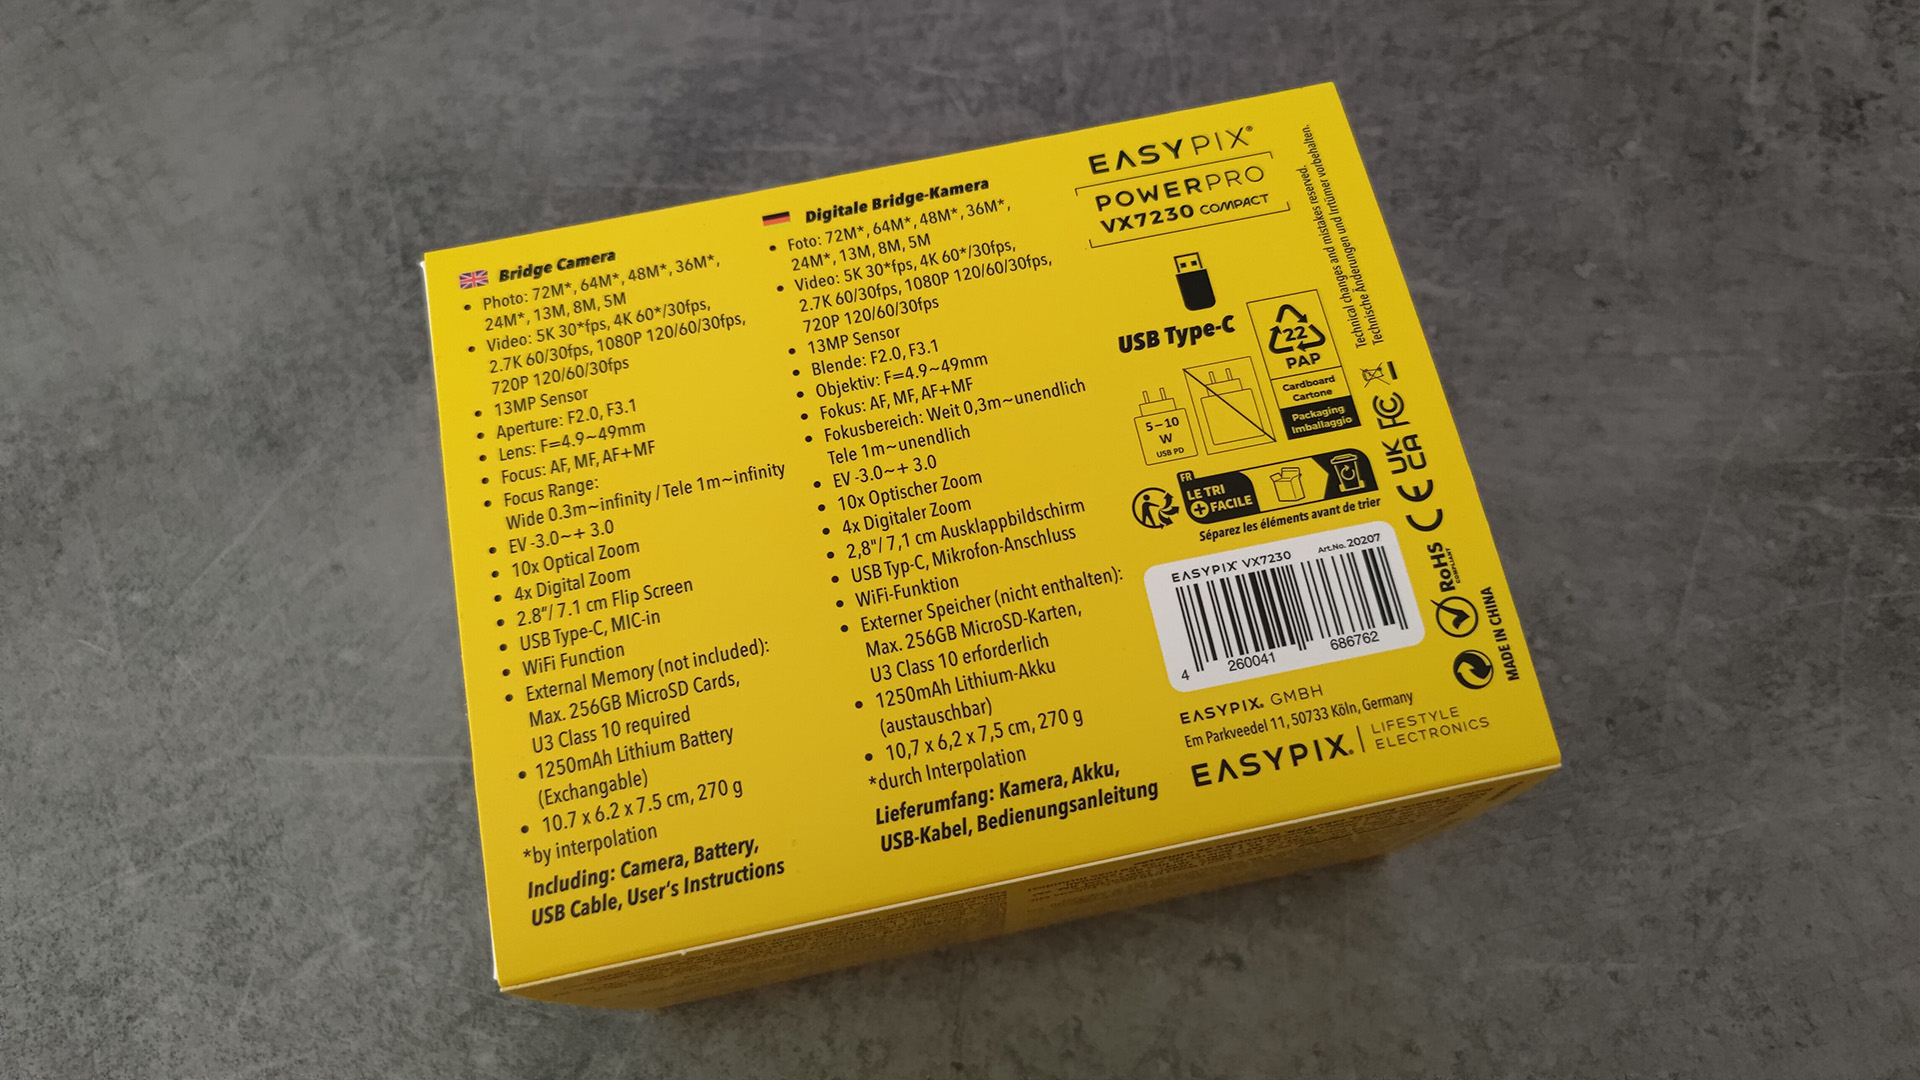 Bridge Camera
• Photo: 72M*, 64M*, 48M*, 36M*,
24M*, 13M, 8M, 5M
• Video: 5K 30*fps, 4K 60*/30fps,
2.7K 60/30fps, 1080P 120/60/30fps,
720P 120/60/30fps
• 13MP Sensor
• Aperture: F2.0, F3.1
• Lens: F=4.9~49mm
• Focus: AF, MF, AF+MF
• Focus Range:
Wide 0.3m~infinity / Tele 1m~infinity
• EV -3.0~+ 3.0
• 10x Optical Zoom
• 4x Digital Zoom
• 2.8"/ 7.1 cm Flip Screen
• USB Type-C, MIC-in
• WiFi Function
• External Memory (not included):
Max. 256GB MicroSD Cards,
U3 Class 10 required
• 1250mAh Lithium Battery
(Exchangable)
• 10.7 x 6.2 x 7.5 cm, 270 g
*by interpolation
Including: Camera, Battery,
USB Cable, User's Instructions
Digitale Bridge-Kamera
• Foto: 72M*, 64M*, 48M*, 36M*,
24M*, 13M, 8M, 5M
• Video: 5K 30*fps, 4K 60*/30fps,
2.7K 60/30fps, 1080P 120/60/30fps,
720P 120/60/30fps
• 13MP Sensor
• Blende: F2.0, F3.1
• Objektiv: F=4.9~49mm
• Fokus: AF, MF, AF+MF
• Fokusbereich: Weit 0,3m~unendlich
Tele 1m~unendlich
• EV -3.0~+ 3.0
• 10x Optischer Zoom
• 4x Digitaler Zoom
• 2,8"/ 7,1 cm Ausklappbildschirm
• USB Typ-C, Mikrofon-Anschluss
• WiFi-Funktion
• Externer Speicher (nicht enthalten):
Max. 256GB MicroSD-Karten,
U3 Class 10 erforderlich
• 1250mAh Lithium-Akku
(austauschbar)
• 10,7 x 6,2 x 7,5 cm, 270 g
*durch Interpolation
Lieferumfang: Kamera, Akku,
USB-Kabel, Bedienungsanleitung
EASYPIX®
POWERPRO
VX7230 COMPACT
USB Type-C
5–10
W
USB PD
22
PAP
Cardboard
Cartone
Packaging
Imballaggio
FR
LE TRI
+ FACILE
Séparez les éléments avant de trier
EASYPIX® VX7230
Art.No. 20207
4 260041 686762
EASYPIX® GMBH
Em Parkveedel 11, 50733 Köln, Germany
EASYPIX® | LIFESTYLE
ELECTRONICS
Technical changes and mistakes reserved.
Technische Änderungen und Irrtümer vorbehalten.
FC
UK
CA
CE
RoHS
COMPLIANT
MADE IN CHINA